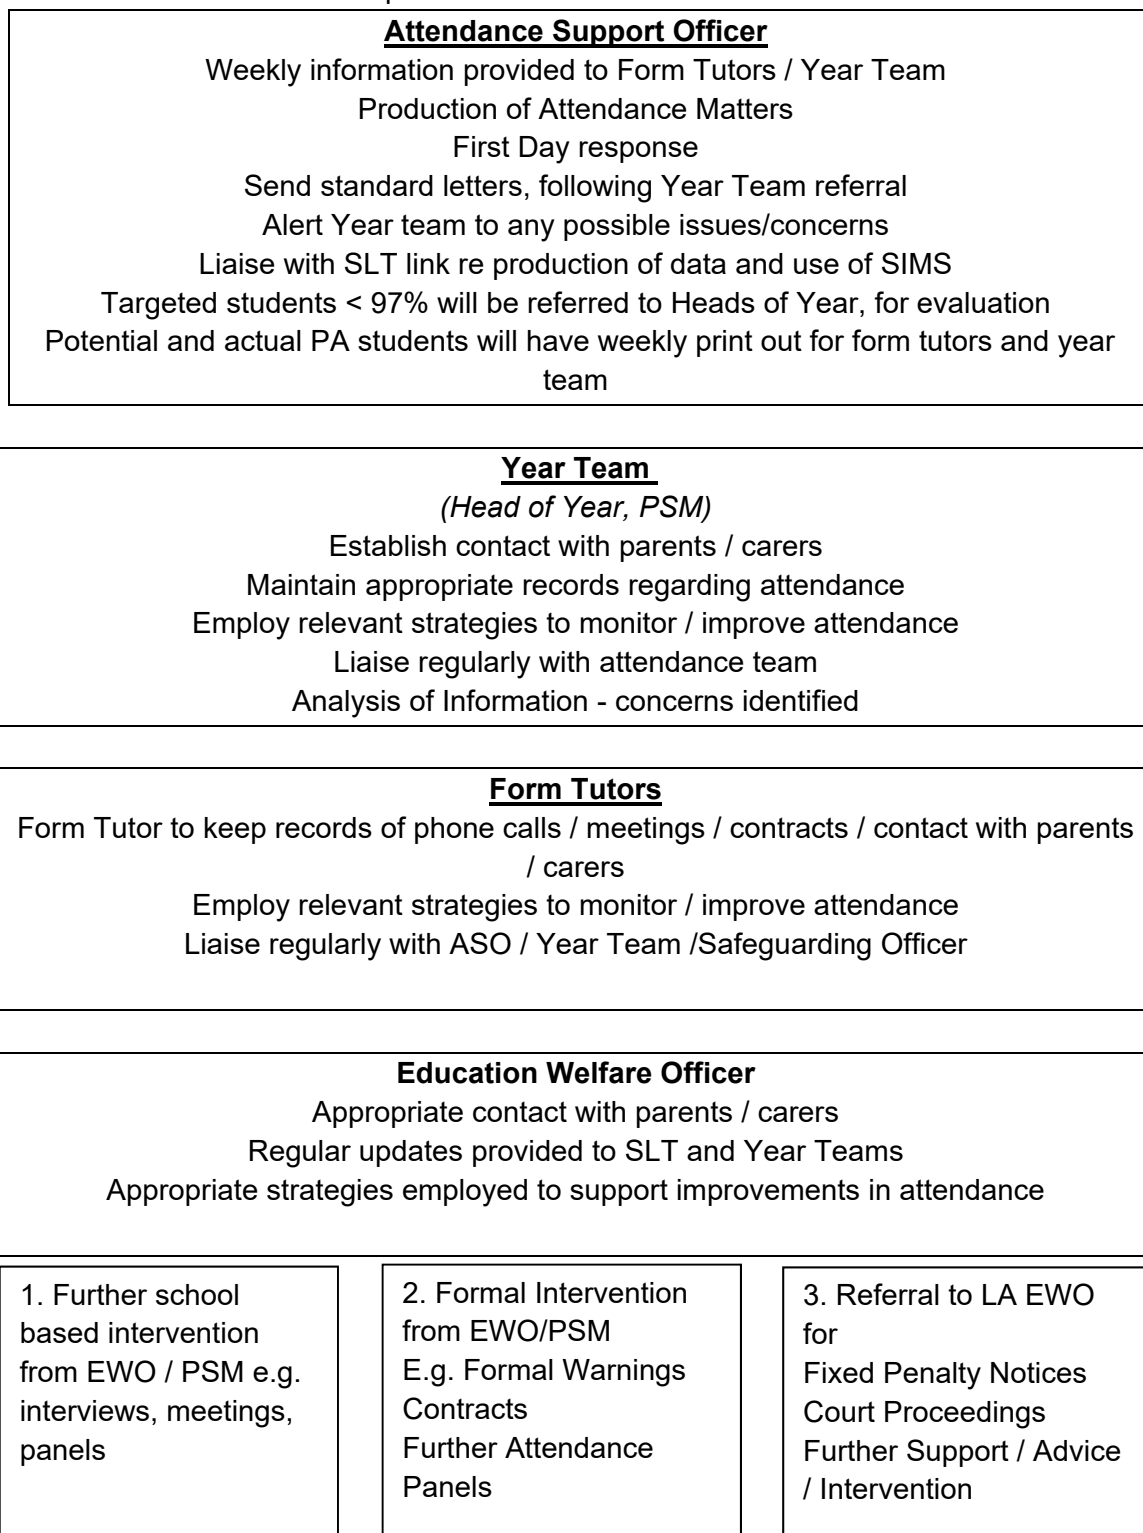 Attendance Support Officer
Weekly information provided to Form Tutors / Year Team
Production of Attendance Matters
First Day response
Send standard letters, following Year Team referral
Alert Year team to any possible issues/concerns
Liaise with SLT link re production of data and use of SIMS
Targeted students < 97% will be referred to Heads of Year, for evaluation
Potential and actual PA students will have weekly print out for form tutors and year
team
Year Team
(Head of Year, PSM)
Establish contact with parents / carers
Maintain appropriate records regarding attendance
Employ relevant strategies to monitor / improve attendance
Liaise regularly with attendance team
Analysis of Information - concerns identified
Form Tutors
Form Tutor to keep records of phone calls / meetings / contracts / contact with parents
/ carers
Employ relevant strategies to monitor / improve attendance
Liaise regularly with ASO / Year Team /Safeguarding Officer
Education Welfare Officer
Appropriate contact with parents / carers
Regular updates provided to SLT and Year Teams
Appropriate strategies employed to support improvements in attendance
1. Further school
based intervention
from EWO / PSM e.g.
interviews, meetings,
panels
2. Formal Intervention
from EWO/PSM
E.g. Formal Warnings
Contracts
Further Attendance
Panels
3. Referral to LA EWO
for
Fixed Penalty Notices
Court Proceedings
Further Support / Advice
/ Intervention